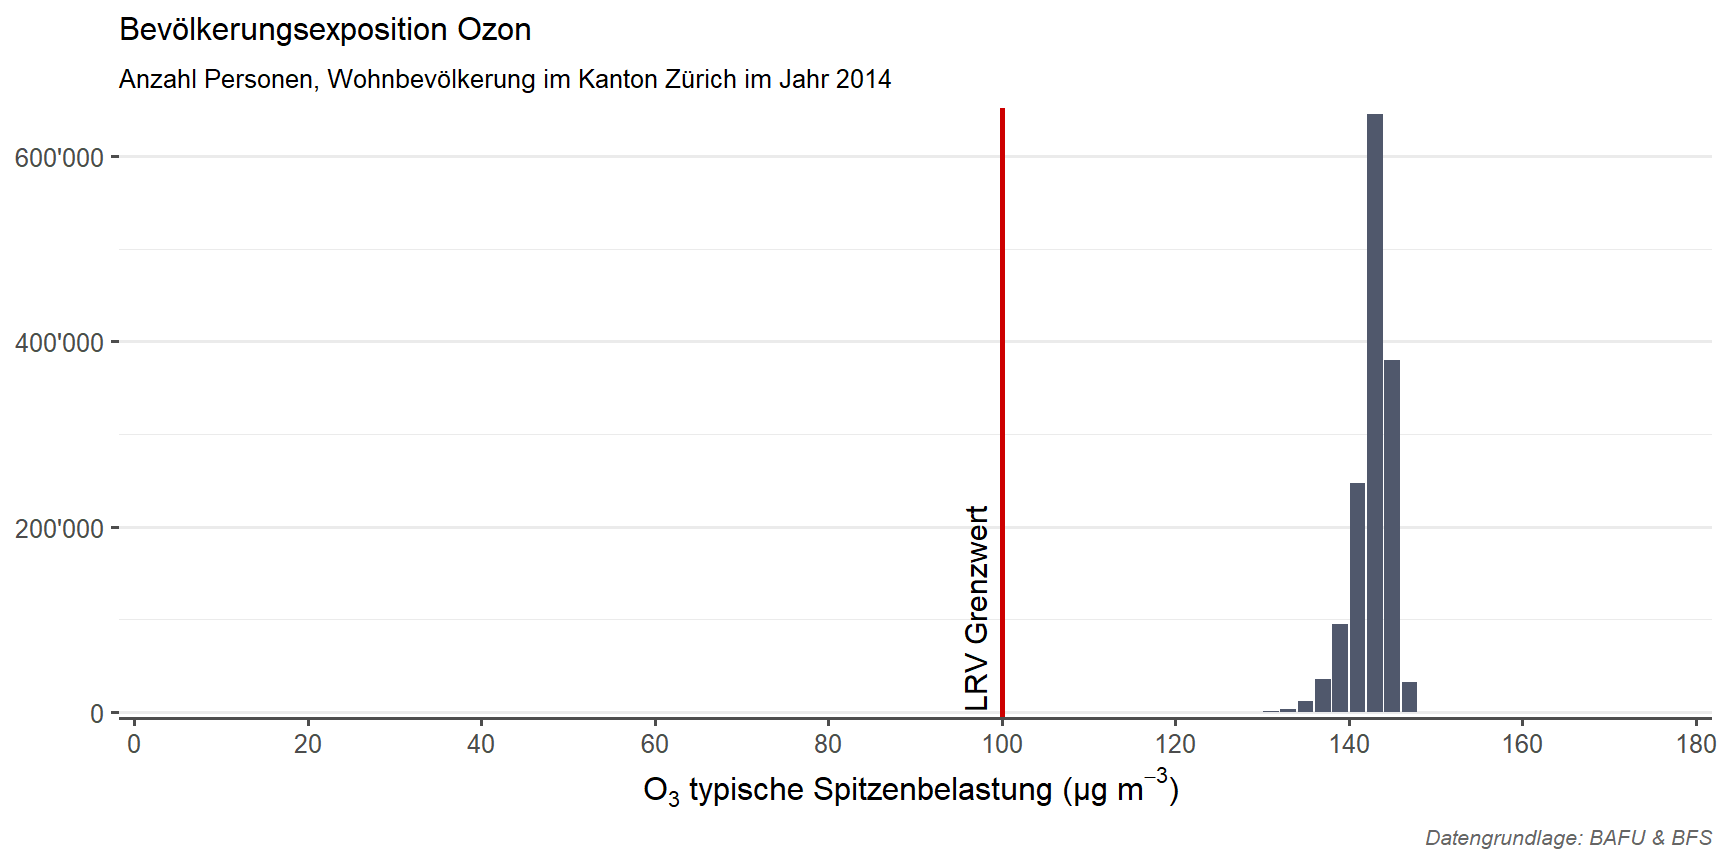 Bevölkerungsexposition Ozon
Anzahl Personen, Wohnbevölkerung im Kanton Zürich im Jahr 2014
600'000
400'000
200'000
0
LRV Grenzwert
0 20 40 60 80 100 120 140 160 180
O₃ typische Spitzenbelastung (µg m⁻³)
Datengrundlage: BAFU & BFS